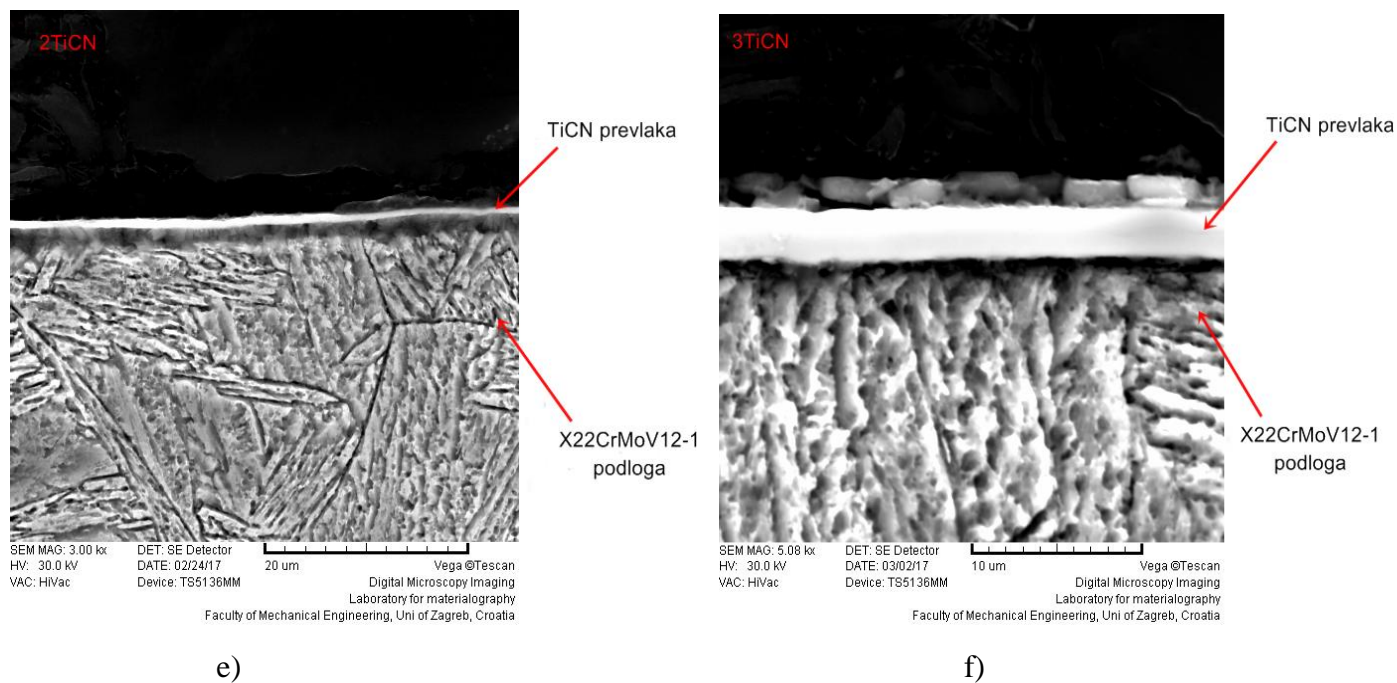 2TiCN
TiCN prevlaka
X22CrMoV12-1
podloga
SEM MAG: 3.00 kx DET: SE Detector 20 um Vega ©Tescan
HV: 30.0 kV DATE: 02/24/17 Digital Microscopy Imaging
VAC: HiVac Device: TS5136MM Laboratory for materialography
Faculty of Mechanical Engineering, Uni of Zagreb, Croatia
e)
3TiCN
TiCN prevlaka
X22CrMoV12-1
podloga
SEM MAG: 5.08 kx DET: SE Detector
HV: 30.0 kV DATE: 03/02/17 10 um Vega ©Tescan
VAC: HiVac Device: TS5136MM Digital Microscopy Imaging
Laboratory for materialography
Faculty of Mechanical Engineering, Uni of Zagreb, Croatia
f)